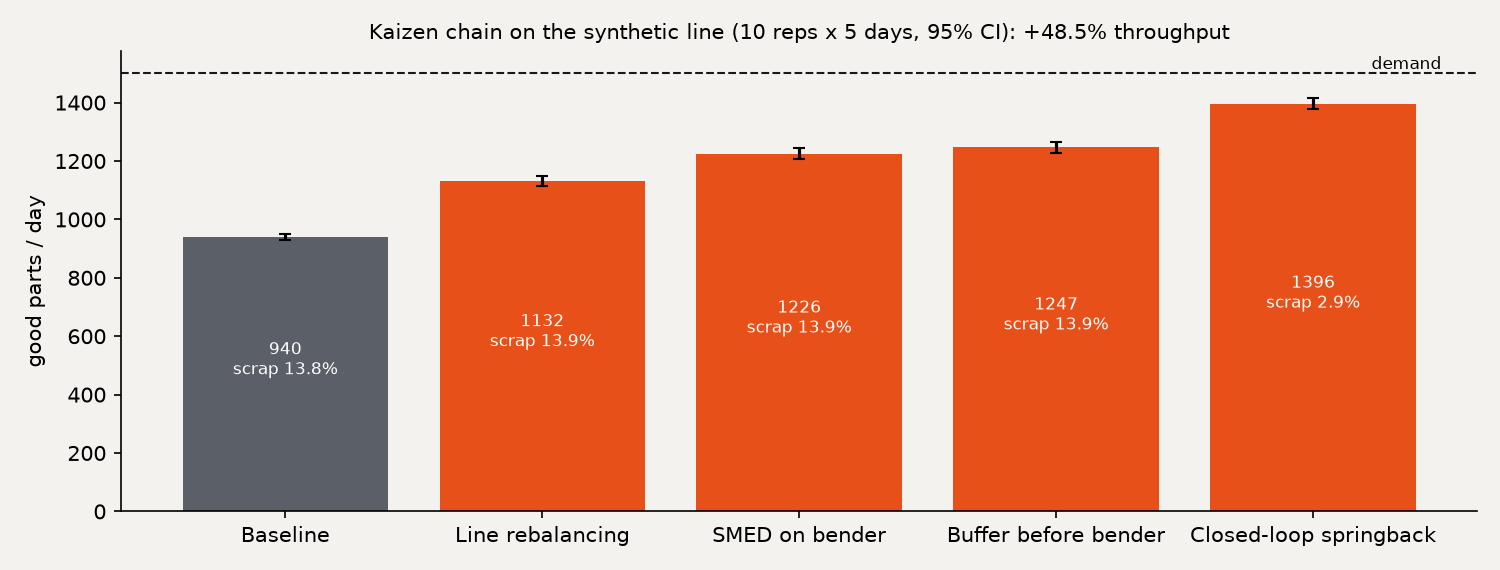 Kaizen chain on the synthetic line (10 reps x 5 days, 95% CI): +48.5% throughput
demand
good parts / day
1400
1200
1000
800
600
400
200
0
940
scrap 13.8%
1132
scrap 13.9%
1226
scrap 13.9%
1247
scrap 13.9%
1396
scrap 2.9%
Baseline
Line rebalancing
SMED on bender
Buffer before bender
Closed-loop springback